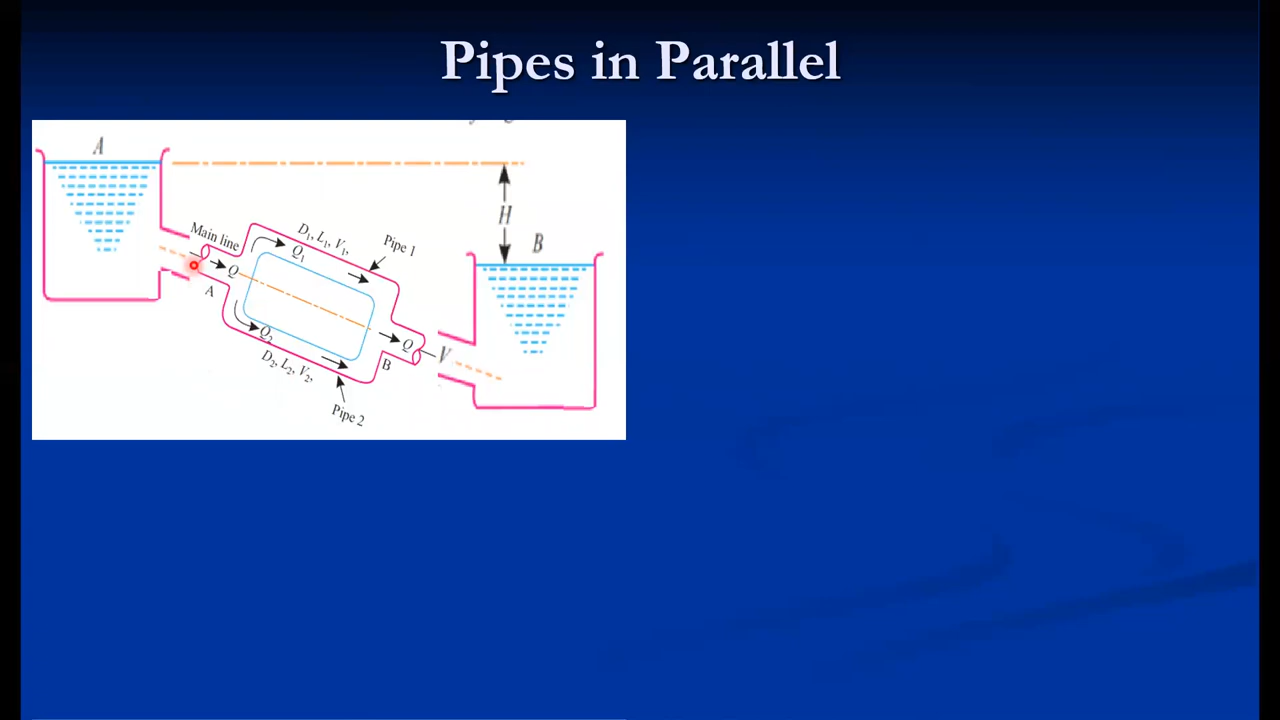 Pipes in Parallel
A
H
B
Main line
D₁, L₁, V₁,
Pipe 1
Q₁
Q
A
Q₂
D₂, L₂, V₂,
Q
V
B
Pipe 2